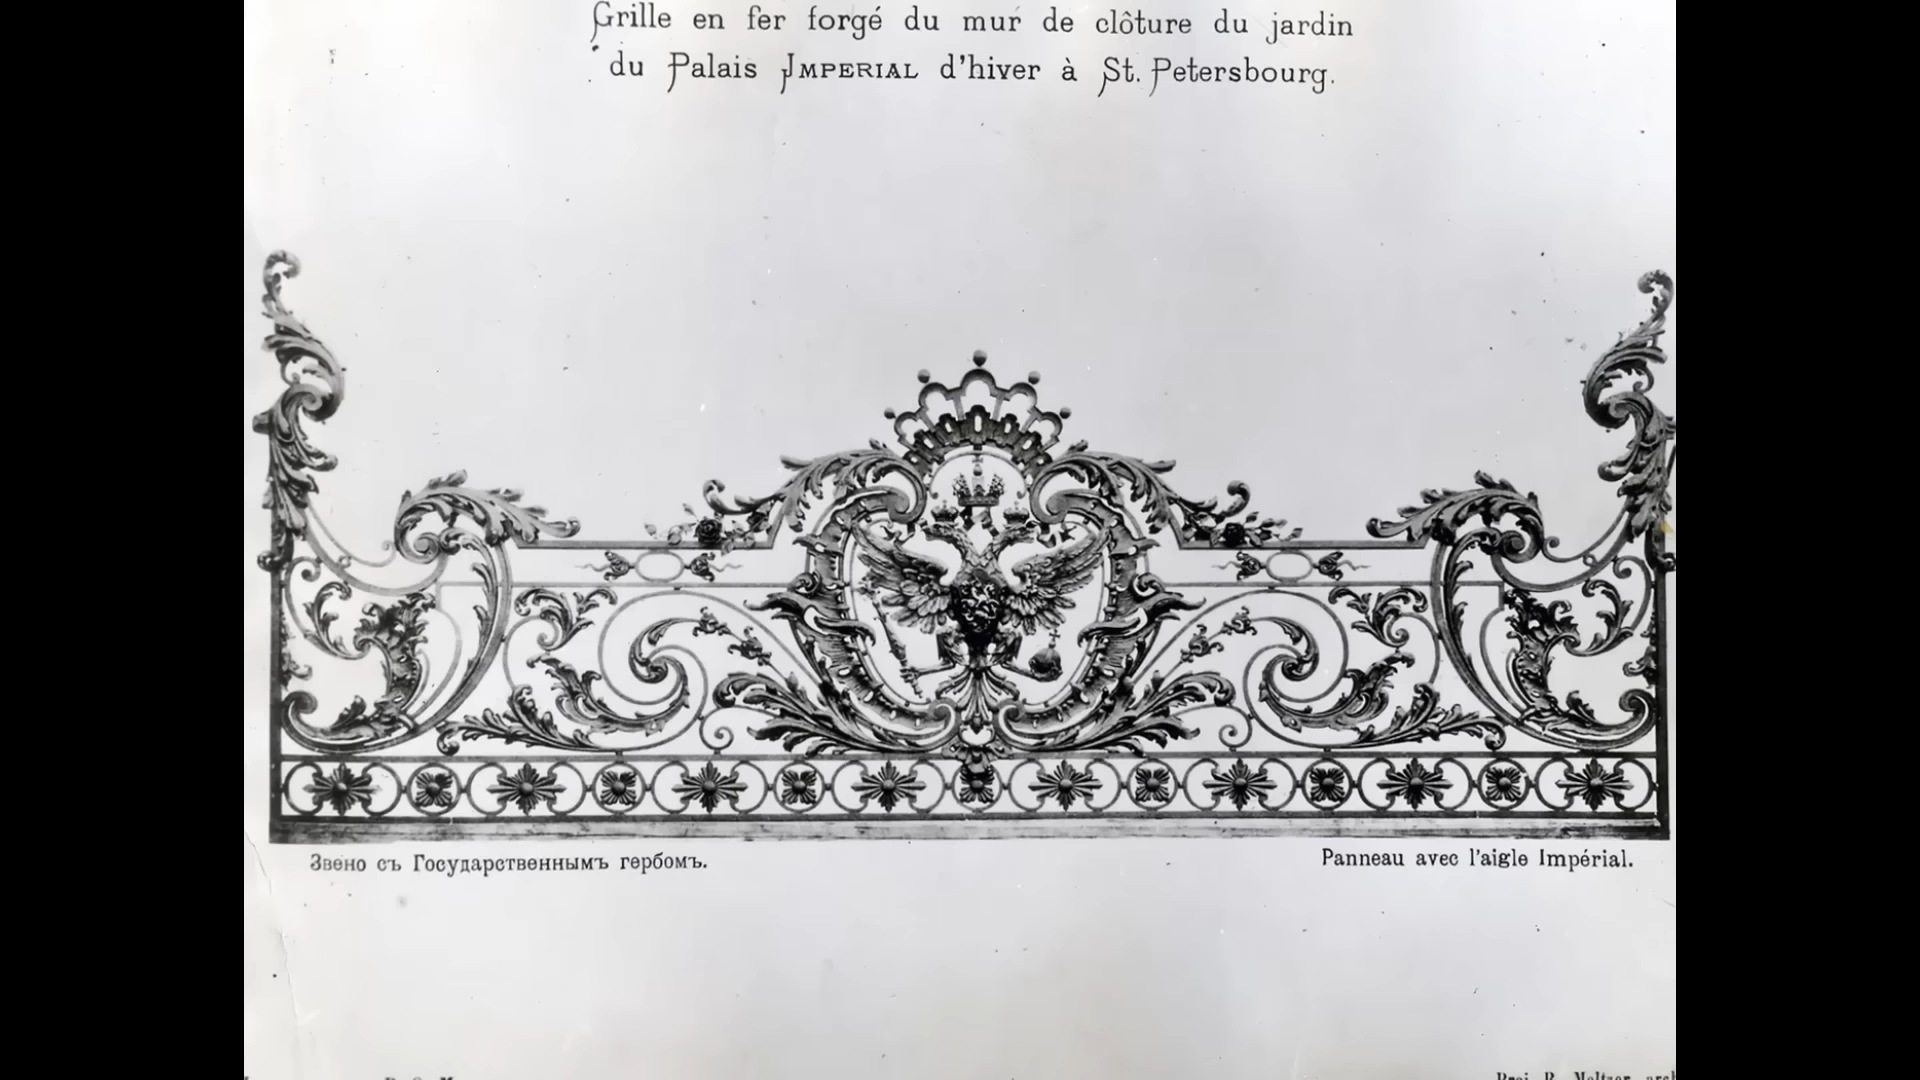 Grille en fer forgé du mur de clôture du jardin
du Palais IMPERIAL d'hiver à St. Petersbourg.
Звено съ Государственнымъ гербомъ.
Panneau avec l'aigle Impérial.